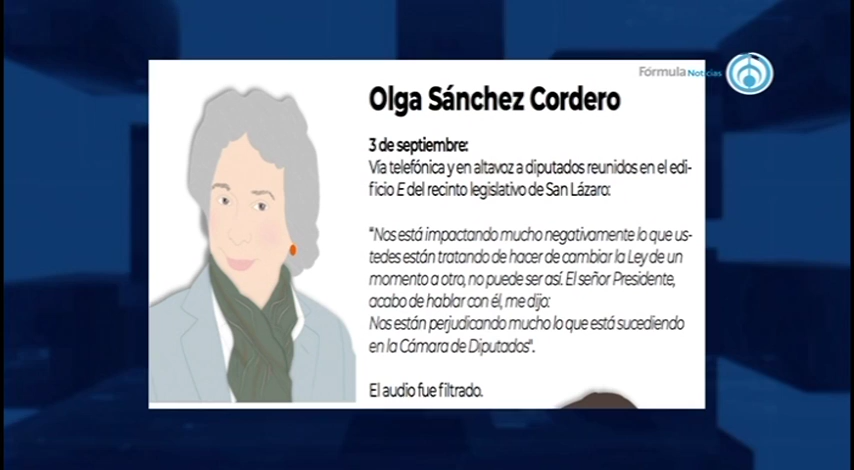 Fórmula Noticias
Olga Sánchez Cordero
3 de septiembre:
Vía telefónica y en altavoz a diputados reunidos en el edi-
ficio E del recinto legislativo de San Lázaro:
"Nos está impactando mucho negativamente lo que us-
tedes están tratando de hacer de cambiar la Ley de un
momento a otro, no puede ser así. El señor Presidente,
acabo de hablar con él, me dijo:
Nos están perjudicando mucho lo que está sucediendo
en la Cámara de Diputados".
El audio fue filtrado.